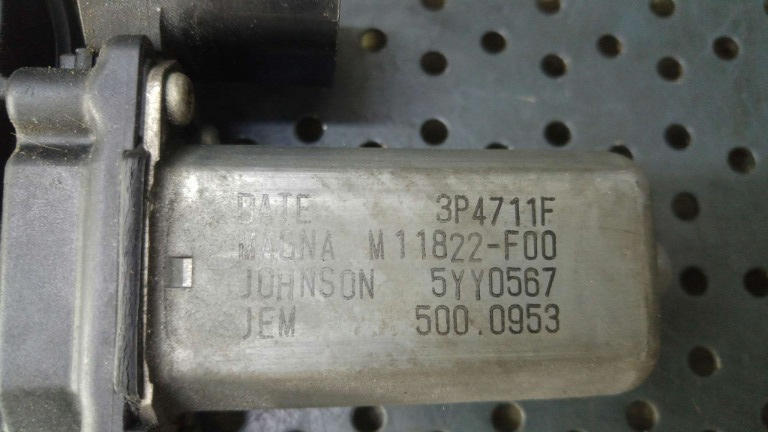 DATE 3P4711F
MAGNA M11822-F00
JOHNSON 5YY0567
JEM 500.0953